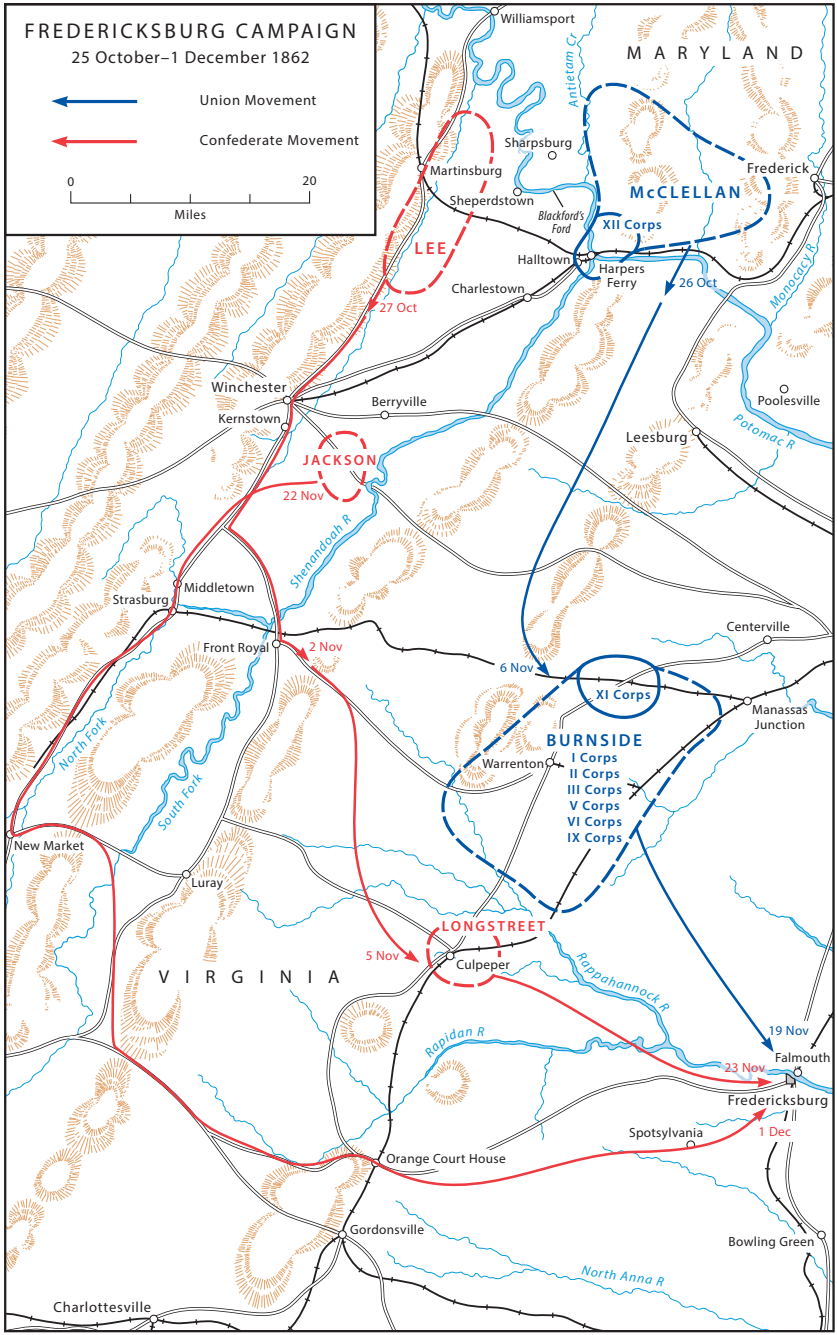 FREDERICKSBURG CAMPAIGN
25 October–1 December 1862
Union Movement
Confederate Movement
0
20
Miles
Williamsport
Antietam Cr
MARYLAND
Sharpsburg
Martinsburg
Sheperdstown
Frederick
McCLELLAN
Blackford's
Ford
XII Corps
LEE
Halltown
Harpers
Ferry
Monocacy R
26 Oct
Charlestown
27 Oct
Winchester
Berryville
Poolesville
Kernstown
Potomac R
Leesburg
JACKSON
22 Nov
Shenandoah R
Middletown
Strasburg
Centerville
Front Royal
2 Nov
6 Nov
XI Corps
Manassas
Junction
North Fork
BURNSIDE
Warrenton
I Corps
II Corps
III Corps
V Corps
VI Corps
IX Corps
South Fork
New Market
Luray
LONGSTREET
5 Nov
Culpeper
VIRGINIA
Rappahannock R
Rapidan R
19 Nov
Falmouth
23 Nov
Fredericksburg
1 Dec
Spotsylvania
Orange Court House
Gordonsville
Bowling Green
North Anna R
Charlottesville